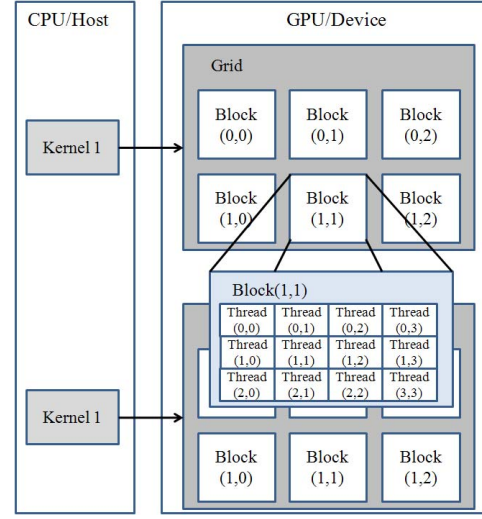 CPU/Host
GPU/Device
Grid
Block
(0,0)
Block
(0,1)
Block
(0,2)
Kernel 1
Block
(1,0)
Block
(1,1)
Block
(1,2)
Block(1,1)
Thread
(0,0)
Thread
(0,1)
Thread
(0,2)
Thread
(0,3)
Thread
(1,0)
Thread
(1,1)
Thread
(1,2)
Thread
(1,3)
Thread
(2,0)
Thread
(2,1)
Thread
(2,2)
Thread
(3,3)
Kernel 1
Block
(1,0)
Block
(1,1)
Block
(1,2)